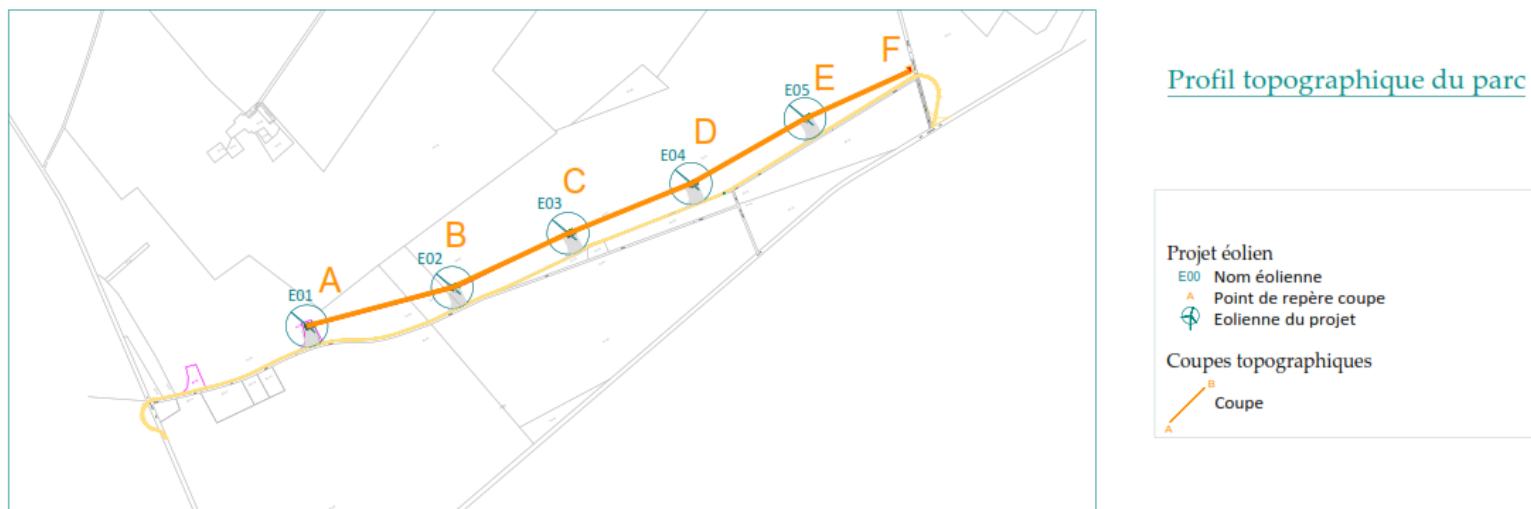 F
E
E05
D
E04
C
E03
B
E02
A
E01
Profil topographique du parc
Projet éolien
E00 Nom éolienne
A Point de repère coupe
Eolienne du projet
Coupes topographiques
B
Coupe
A